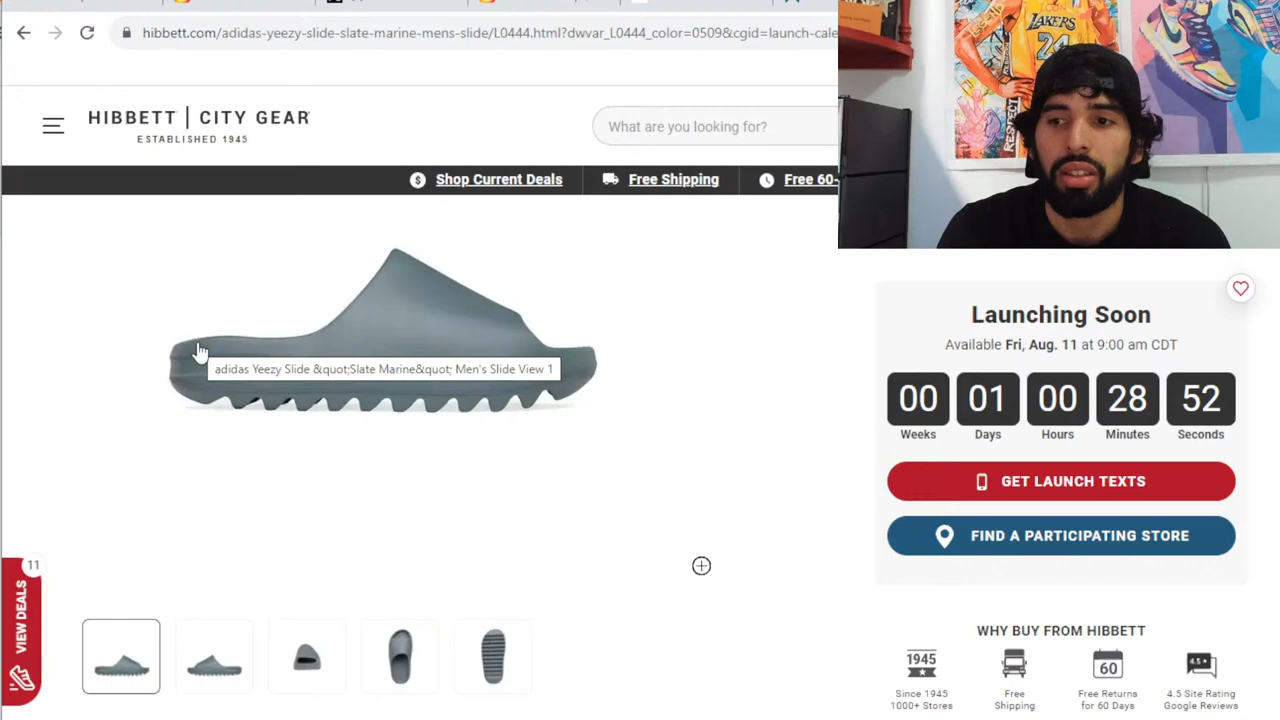 hibbett.com/adidas-yeezy-slide-slate-marine-mens-slide/L0444.html?dwvar_L0444_color=0509&cgid=launch-cale
HIBBETT | CITY GEAR
ESTABLISHED 1945
What are you looking for?
Shop Current Deals
Free Shipping
Free 60-
LAKERS
24
RESPECT
adidas Yeezy Slide &quot;Slate Marine&quot; Men's Slide View 1
Launching Soon
Available Fri, Aug. 11 at 9:00 am CDT
00 01 00 28 52
Weeks Days Hours Minutes Seconds
GET LAUNCH TEXTS
FIND A PARTICIPATING STORE
11
VIEW DEALS
WHY BUY FROM HIBBETT
1945
60
4.5
Since 1945
1000+ Stores
Free
Shipping
Free Returns
for 60 Days
4.5 Site Rating
Google Reviews